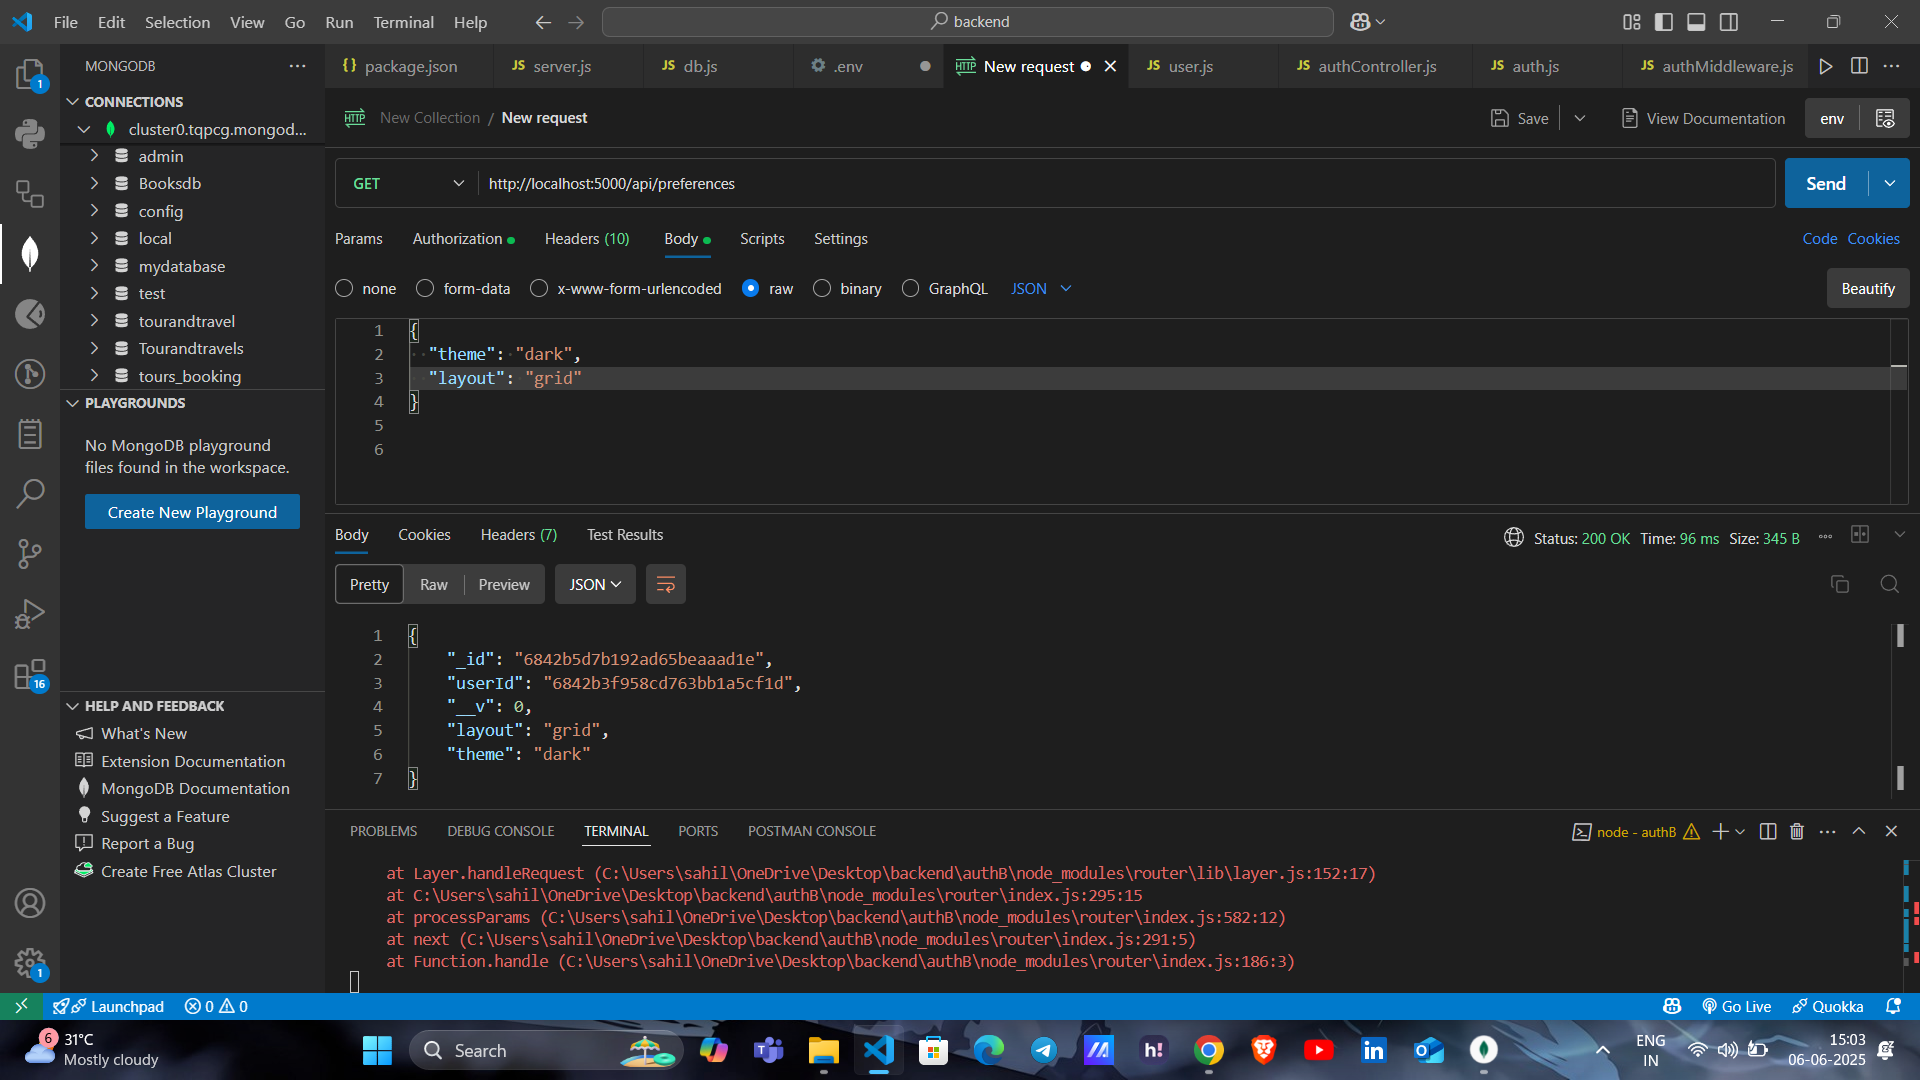 File Edit Selection View Go Run Terminal Help
backend
MONGODB
CONNECTIONS
cluster0.tqpcg.mongod...
admin
Booksdb
config
local
mydatabase
test
tourandtravel
Tourandtravels
tours_booking
PLAYGROUNDS
No MongoDB playground
files found in the workspace.
Create New Playground
HELP AND FEEDBACK
What's New
Extension Documentation
MongoDB Documentation
Suggest a Feature
Report a Bug
Create Free Atlas Cluster
1
16
1
{} package.json
JS server.js
JS db.js
.env
HTTP New request
JS user.js
JS authController.js
JS auth.js
JS authMiddleware.js
HTTP New Collection / New request
Save
View Documentation
env
GET http://localhost:5000/api/preferences
Send
Params Authorization Headers (10) Body Scripts Settings
Code Cookies
none form-data x-www-form-urlencoded raw binary GraphQL JSON
Beautify
1 {
2 "theme": "dark",
3 "layout": "grid"
4 }
5
6
Body Cookies Headers (7) Test Results
Status: 200 OK Time: 96 ms Size: 345 B
Pretty Raw Preview JSON
1 {
2 "_id": "6842b5d7b192ad65beaaad1e",
3 "userId": "6842b3f958cd763bb1a5cf1d",
4 "__v": 0,
5 "layout": "grid",
6 "theme": "dark"
7 }
PROBLEMS DEBUG CONSOLE TERMINAL PORTS POSTMAN CONSOLE
node - authB
at Layer.handleRequest (C:\Users\sahil\OneDrive\Desktop\backend\authB\node_modules\router\lib\layer.js:152:17)
at C:\Users\sahil\OneDrive\Desktop\backend\authB\node_modules\router\index.js:295:15
at processParams (C:\Users\sahil\OneDrive\Desktop\backend\authB\node_modules\router\index.js:582:12)
at next (C:\Users\sahil\OneDrive\Desktop\backend\authB\node_modules\router\index.js:291:5)
at Function.handle (C:\Users\sahil\OneDrive\Desktop\backend\authB\node_modules\router\index.js:186:3)
Launchpad 0 0
Go Live Quokka
6
31°C
Mostly cloudy
Search
h!
in
ENG
IN
15:03
06-06-2025